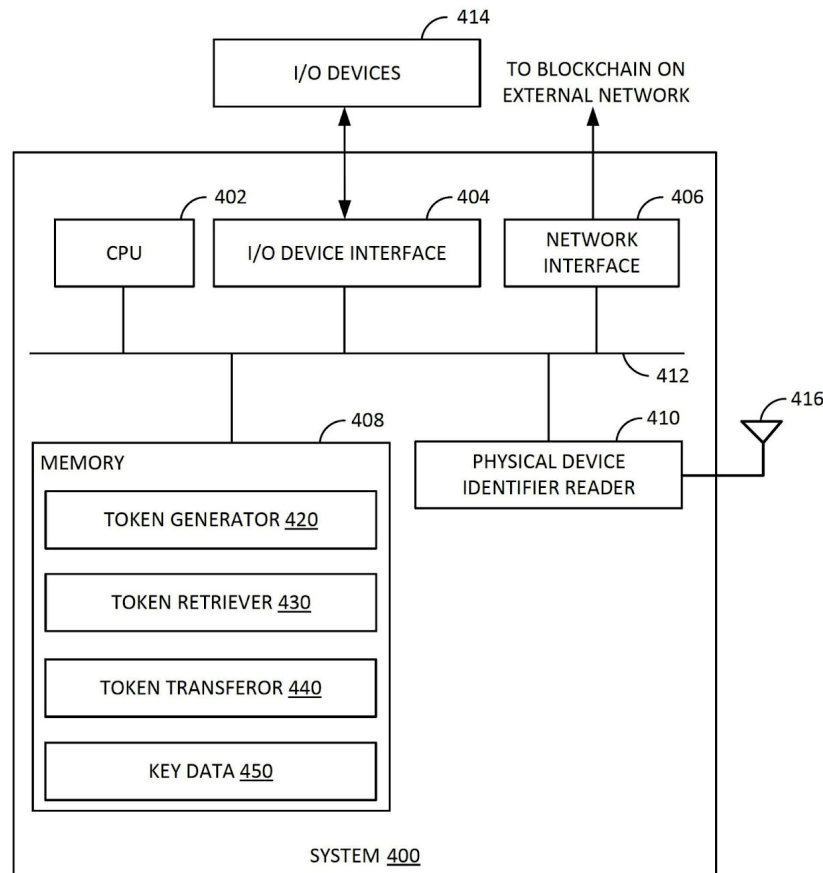 414
I/O DEVICES
TO BLOCKCHAIN ON
EXTERNAL NETWORK
402
404
406
CPU
I/O DEVICE INTERFACE
NETWORK
INTERFACE
412
408
410
416
MEMORY
PHYSICAL DEVICE
IDENTIFIER READER
TOKEN GENERATOR 420
TOKEN RETRIEVER 430
TOKEN TRANSFEROR 440
KEY DATA 450
SYSTEM 400